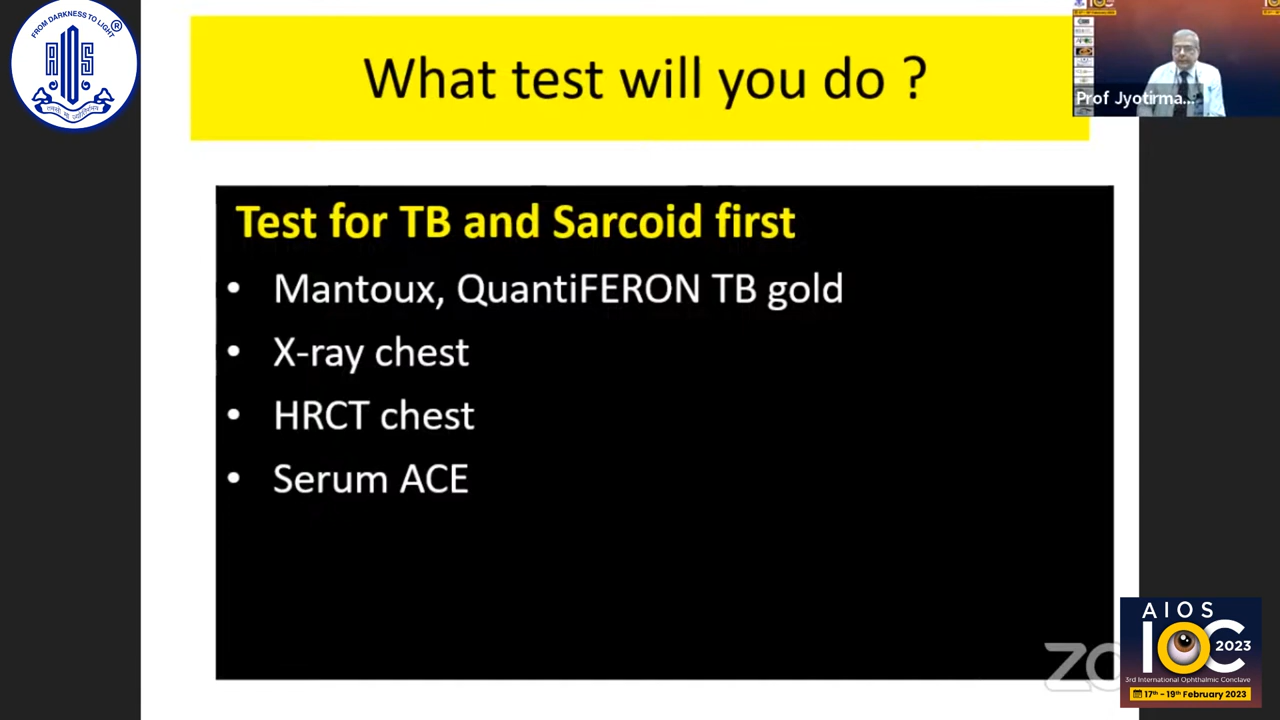 FROM DARKNESS TO LIGHT
®
AIOS
What test will you do ?
Prof Jyotirma...
Test for TB and Sarcoid first
• Mantoux, QuantiFERON TB gold
• X-ray chest
• HRCT chest
• Serum ACE
ZO
AIOS
IOC 2023
3rd International Ophthalmic Conclave
17th - 19th February 2023